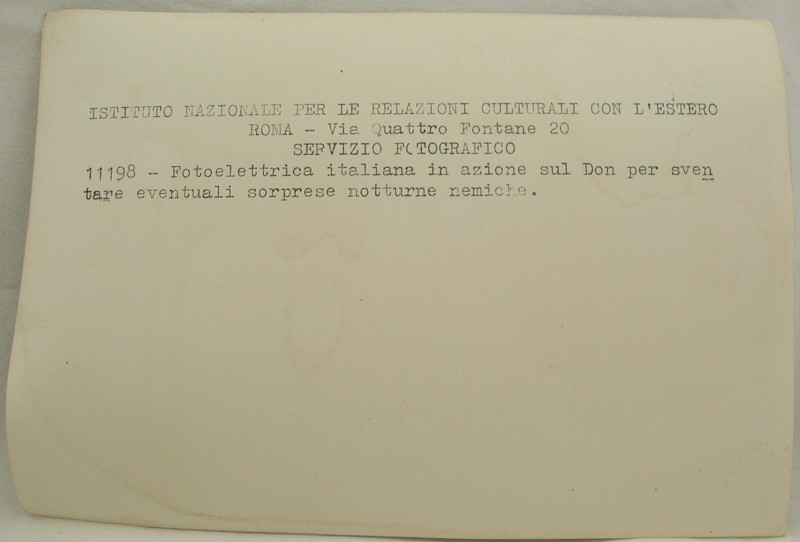 ISTITUTO NAZIONALE PER LE RELAZIONI CULTURALI CON L'ESTERO
ROMA - Via Quattro Fontane 20
SERVIZIO FOTOGRAFICO
11198 - Fotoelettrica italiana in azione sul Don per sven
tare eventuali sorprese notturne nemiche.